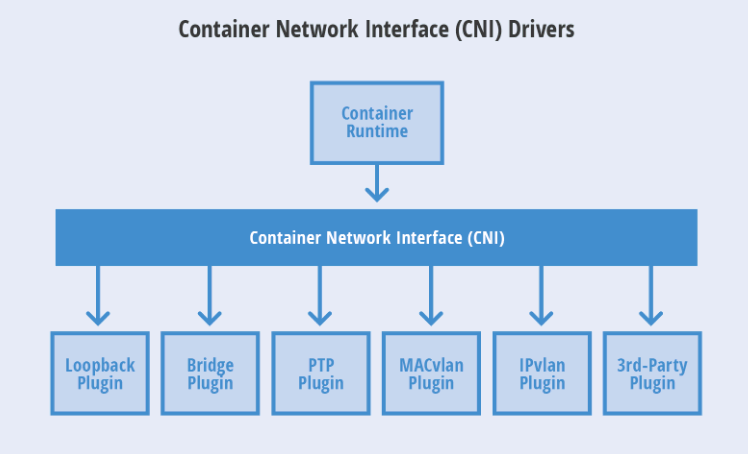 Container Network Interface (CNI) Drivers
Container
Runtime
Container Network Interface (CNI)
Loopback
Plugin
Bridge
Plugin
PTP
Plugin
MACvlan
Plugin
IPvlan
Plugin
3rd-Party
Plugin